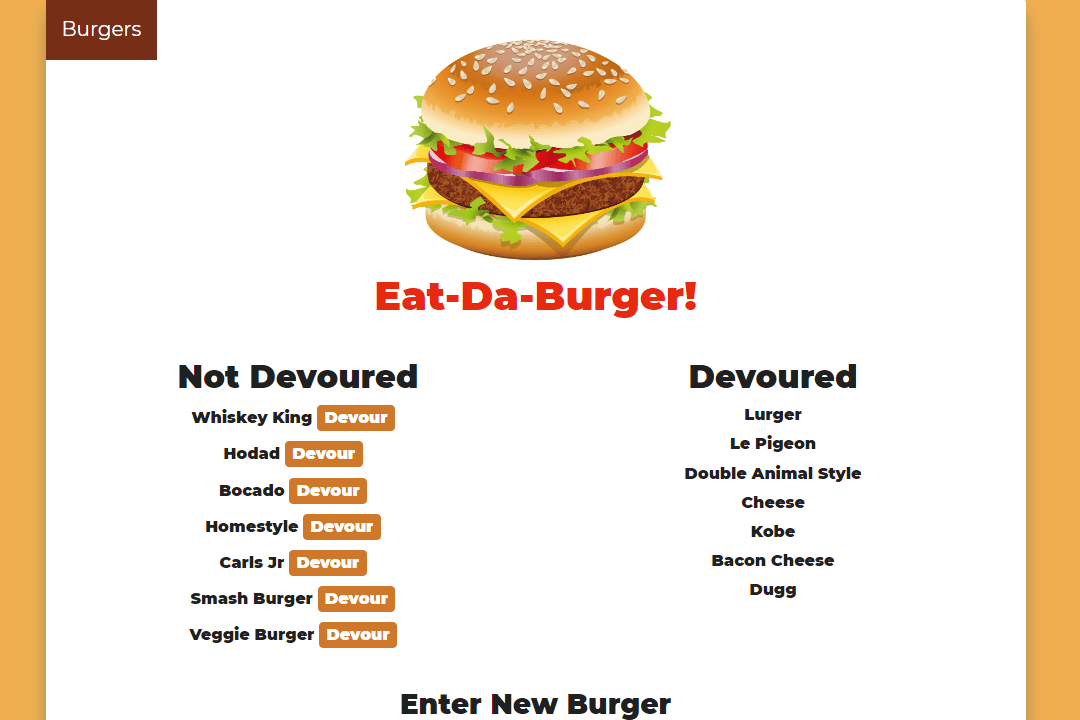 Burgers
Eat-Da-Burger!
Not Devoured
Whiskey King Devour
Hodad Devour
Bocado Devour
Homestyle Devour
Carls Jr Devour
Smash Burger Devour
Veggie Burger Devour
Devoured
Lurger
Le Pigeon
Double Animal Style
Cheese
Kobe
Bacon Cheese
Dugg
Enter New Burger